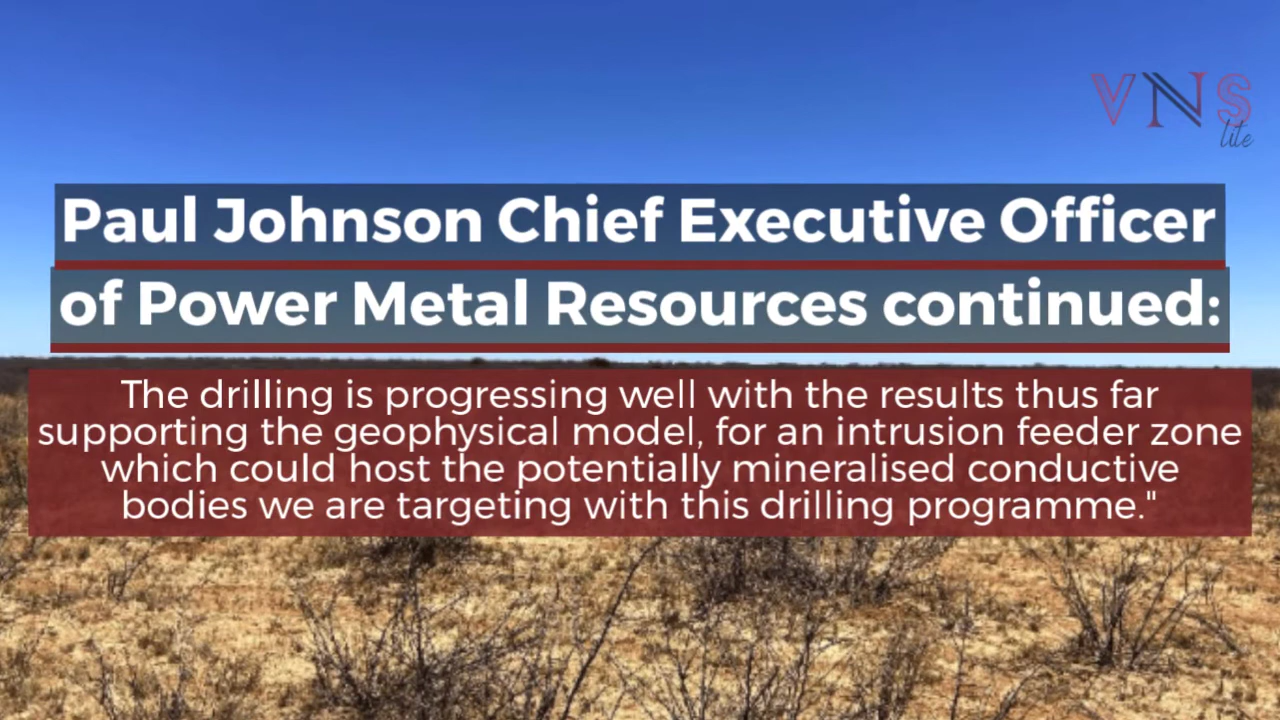 VNS
lite
Paul Johnson Chief Executive Officer
of Power Metal Resources continued:
The drilling is progressing well with the results thus far
supporting the geophysical model, for an intrusion feeder zone
which could host the potentially mineralised conductive
bodies we are targeting with this drilling programme."